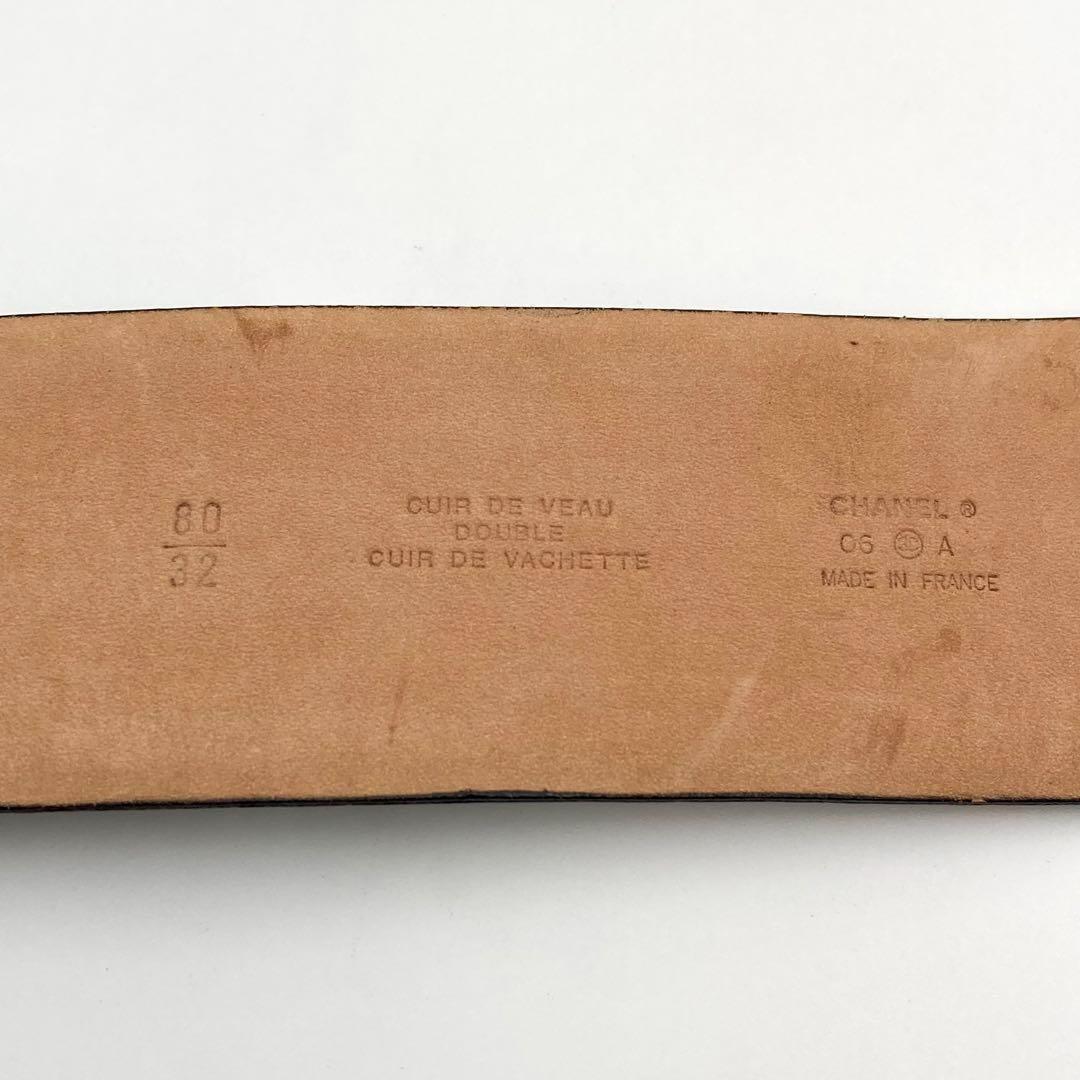 80
32
CUIR DE VEAU
DOUBLE
CUIR DE VACHETTE
CHANEL ®
06 A
MADE IN FRANCE